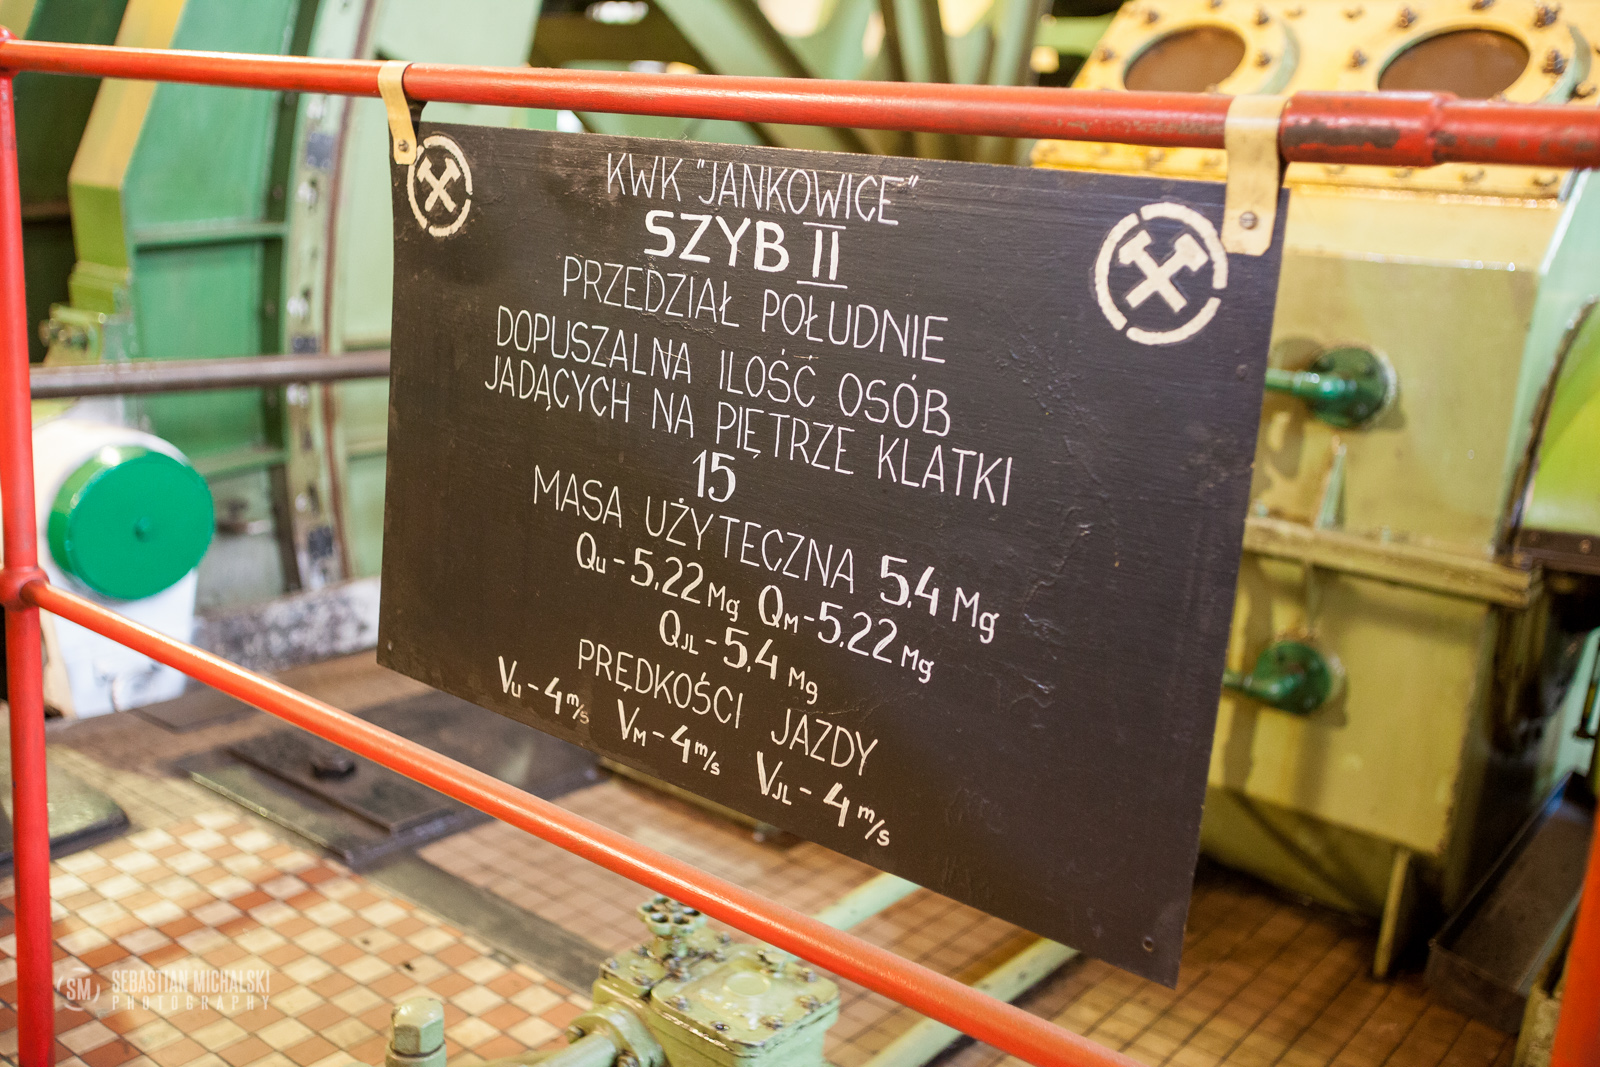 KWK "JANKOWICE"
SZYB II
PRZEDZIAŁ POŁUDNIE
DOPUSZALNA ILOŚĆ OSÓB
JADĄCYCH NA PIĘTRZE KLATKI
15
MASA UŻYTECZNA 5,4 Mg
QU - 5,22 Mg QM - 5,22 Mg
QJL - 5,4 Mg
PRĘDKOŚCI JAZDY
VU - 4 m/s VM - 4 m/s VJL - 4 m/s
SM SEBASTIAN MICHALSKI
PHOTOGRAPHY